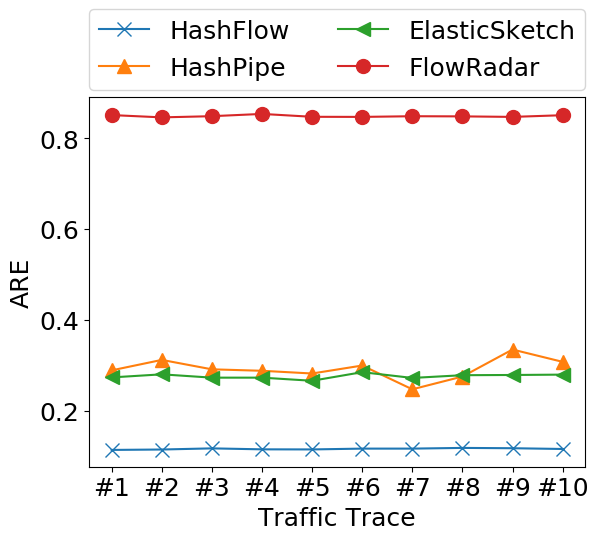 HashFlow ElasticSketch
HashPipe FlowRadar
0.8
0.6
0.4
0.2
ARE
#1 #2 #3 #4 #5 #6 #7 #8 #9 #10
Traffic Trace